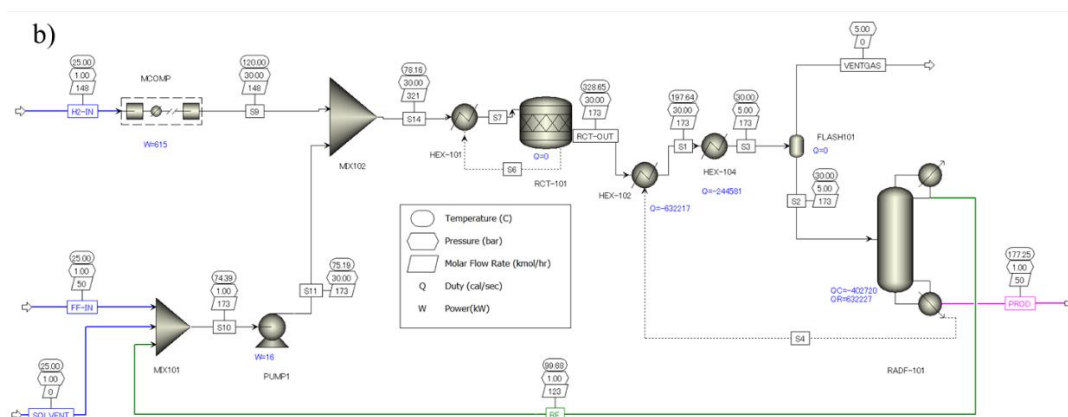 b)
25.00
1.00
148
H2-IN
MCOMP
W=615
120.00
30.00
148
S9
MIX102
78.16
30.00
321
S14
HEX-101
S7
S6
Q=0
RCT-101
328.65
30.00
173
RCT-OUT
HEX-102
Q=-632217
197.64
30.00
173
S1
HEX-104
Q=-244581
30.00
5.00
173
S3
5.00
0
VENTGAS
FLASH101
Q=0
30.00
5.00
173
S2
QC=-402720
QR=632227
RADF-101
177.25
1.00
50
PROD
S4
25.00
1.00
50
FF-IN
25.00
1.00
0
SOLVENT
MIX101
74.39
1.00
173
S10
PUMP1
W=16
75.19
30.00
173
S11
99.68
1.00
123
RE
Temperature (C)
Pressure (bar)
Molar Flow Rate (kmol/hr)
Q Duty (cal/sec)
W Power(kW)